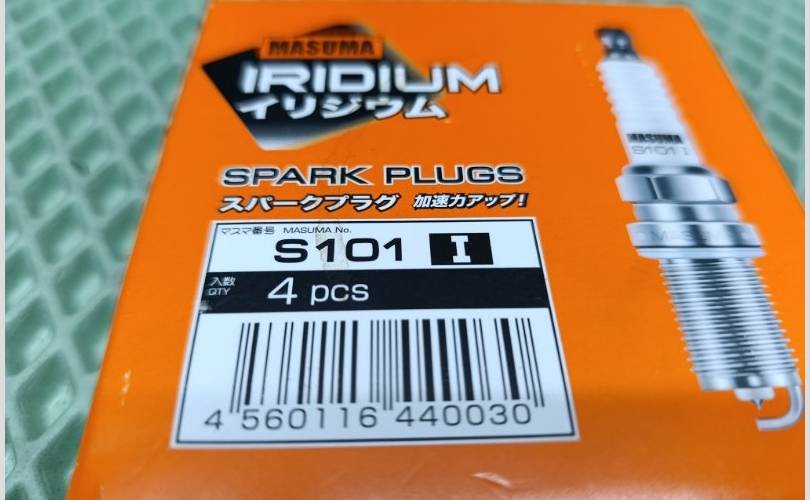 MASUMA
IRIDIUM
イリジウム
SPARK PLUGS
スパークプラグ 加速力アップ!
マスマ番号 MASUMA No.
S101 I
入数
QTY
4 pcs
4 560116 440030
MASUMA
S101 I
MASUMA